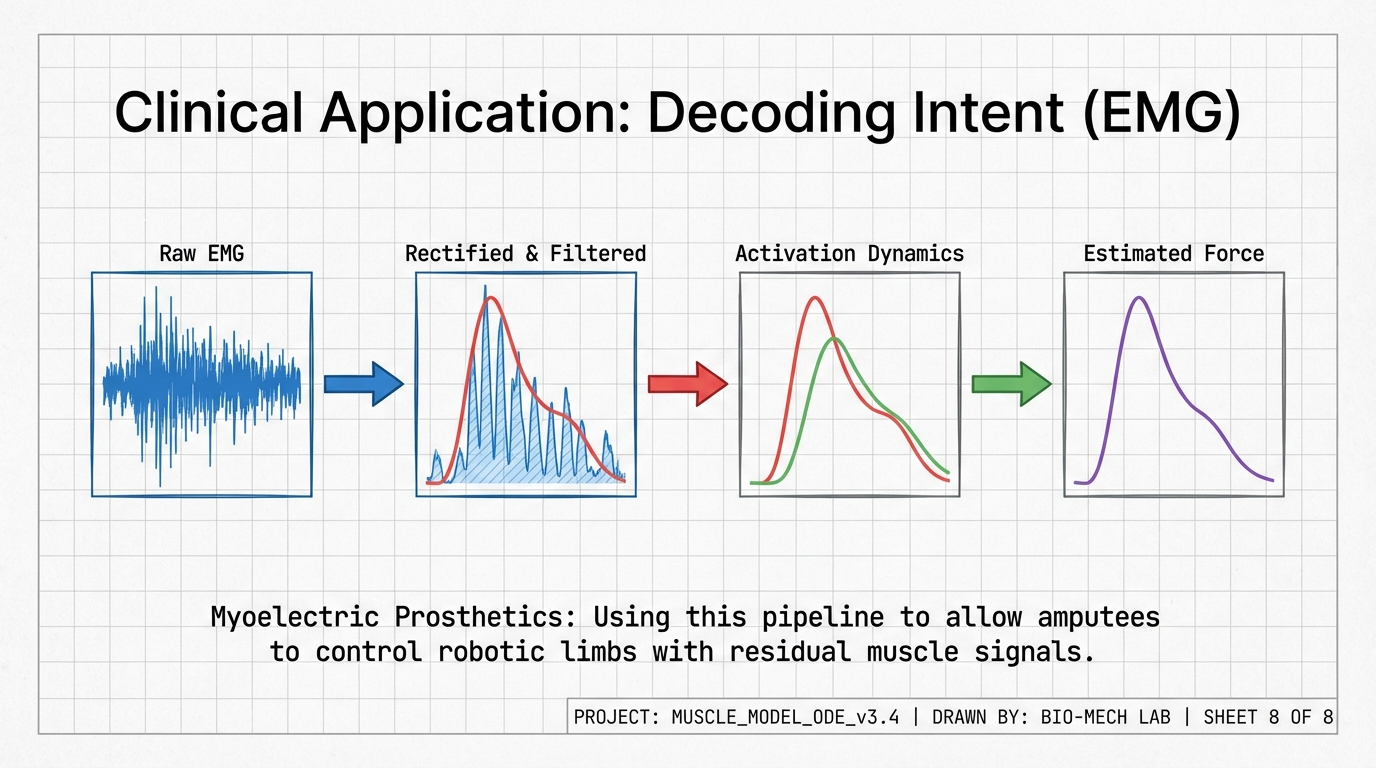 Clinical Application: Decoding Intent (EMG)
Raw EMG
Rectified & Filtered
Activation Dynamics
Estimated Force
Myoelectric Prosthetics: Using this pipeline to allow amputees
to control robotic limbs with residual muscle signals.
PROJECT: MUSCLE_MODEL_ODE_v3.4 | DRAWN BY: BIO-MECH LAB | SHEET 8 OF 8